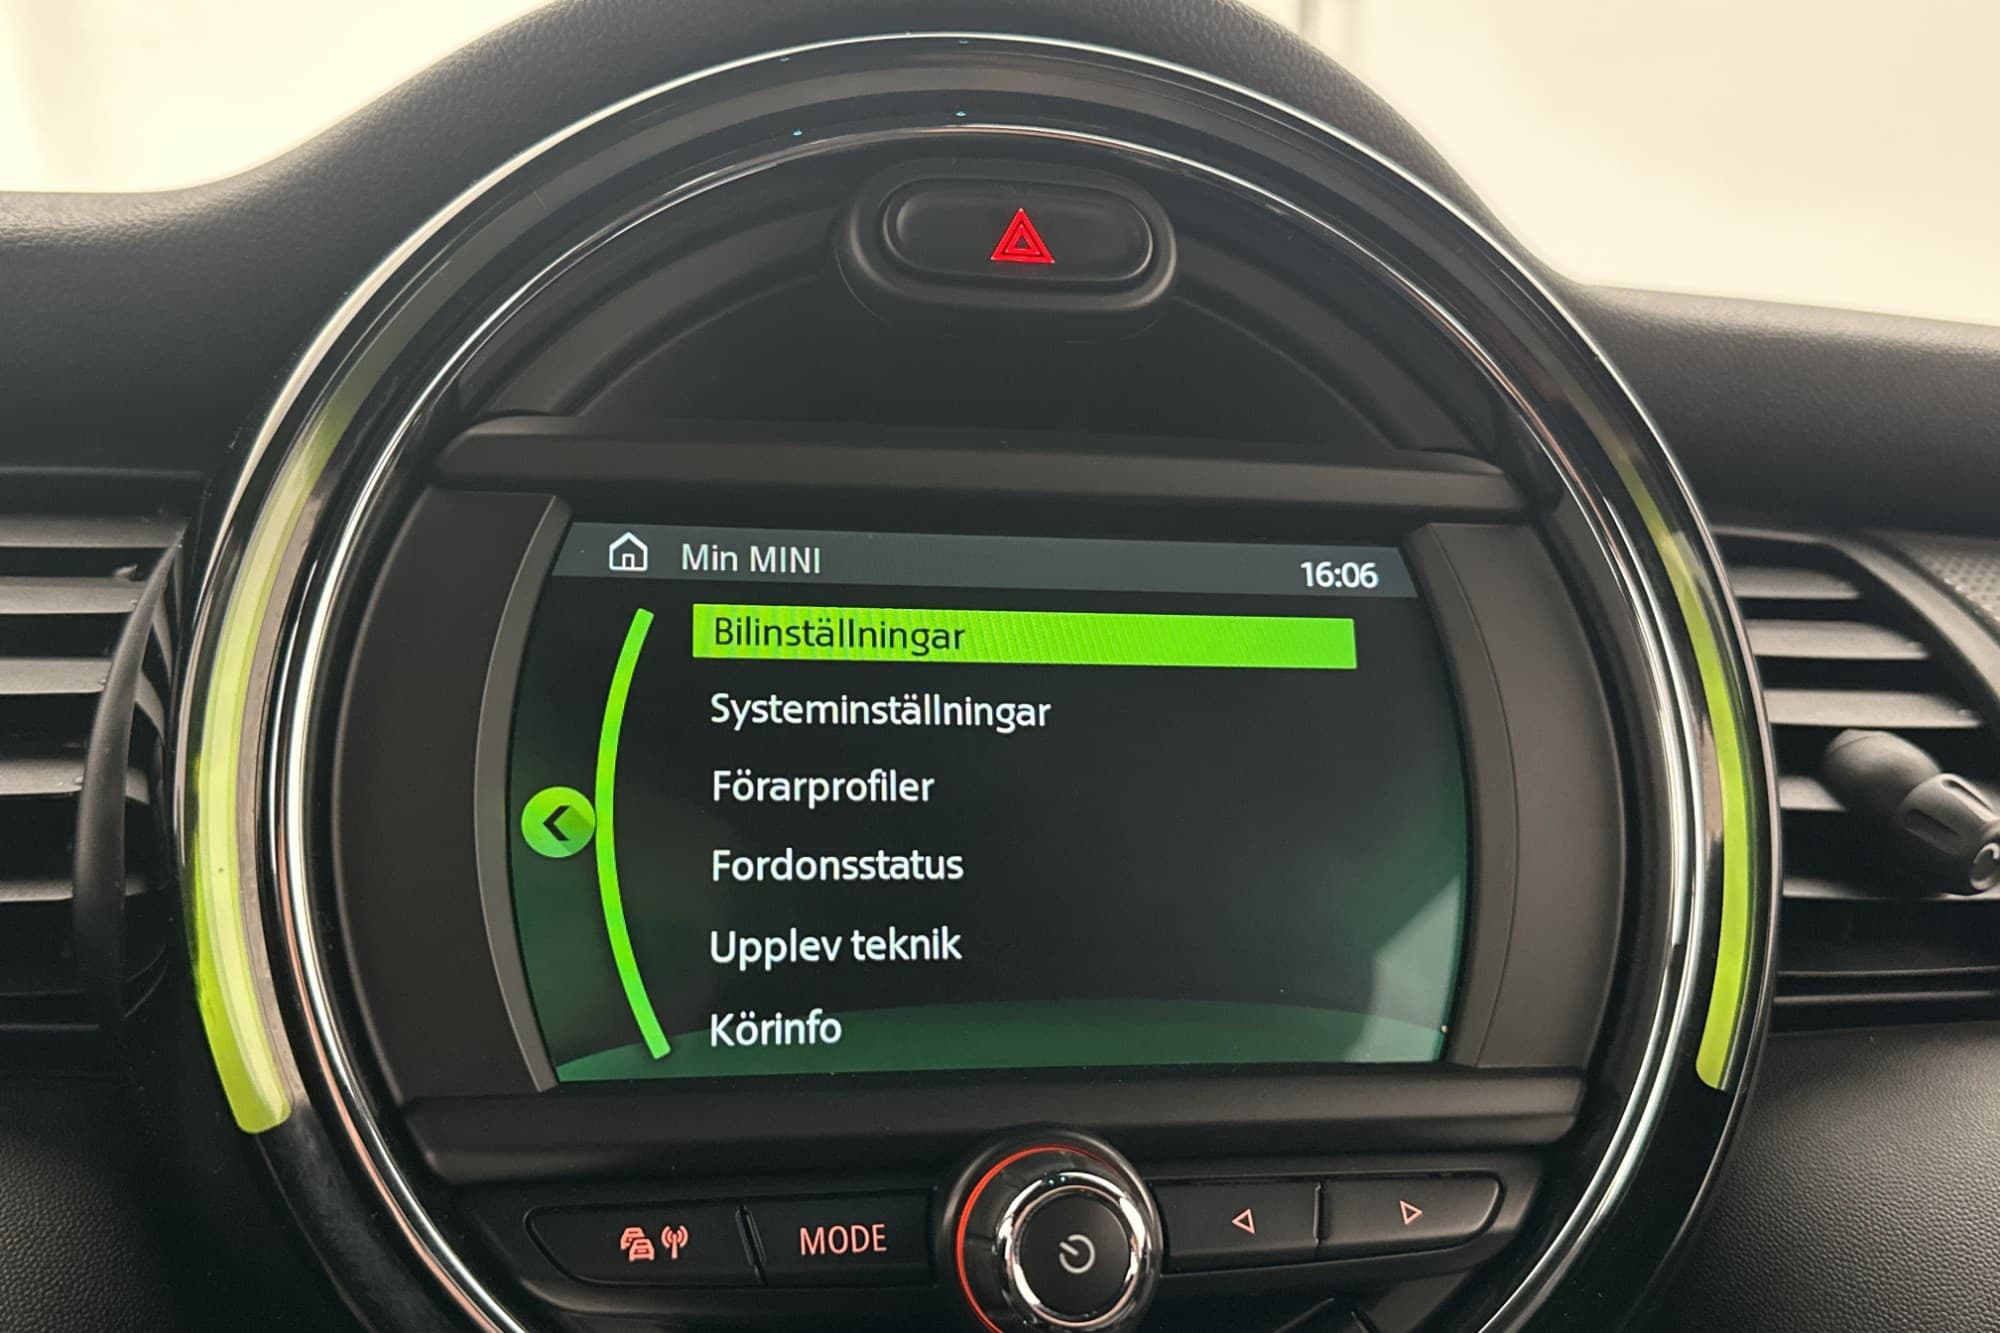 Min MINI
16:06
Bilinställningar
Systeminställningar
Förarprofiler
Fordonsstatus
Upplev teknik
Körinfo
MODE